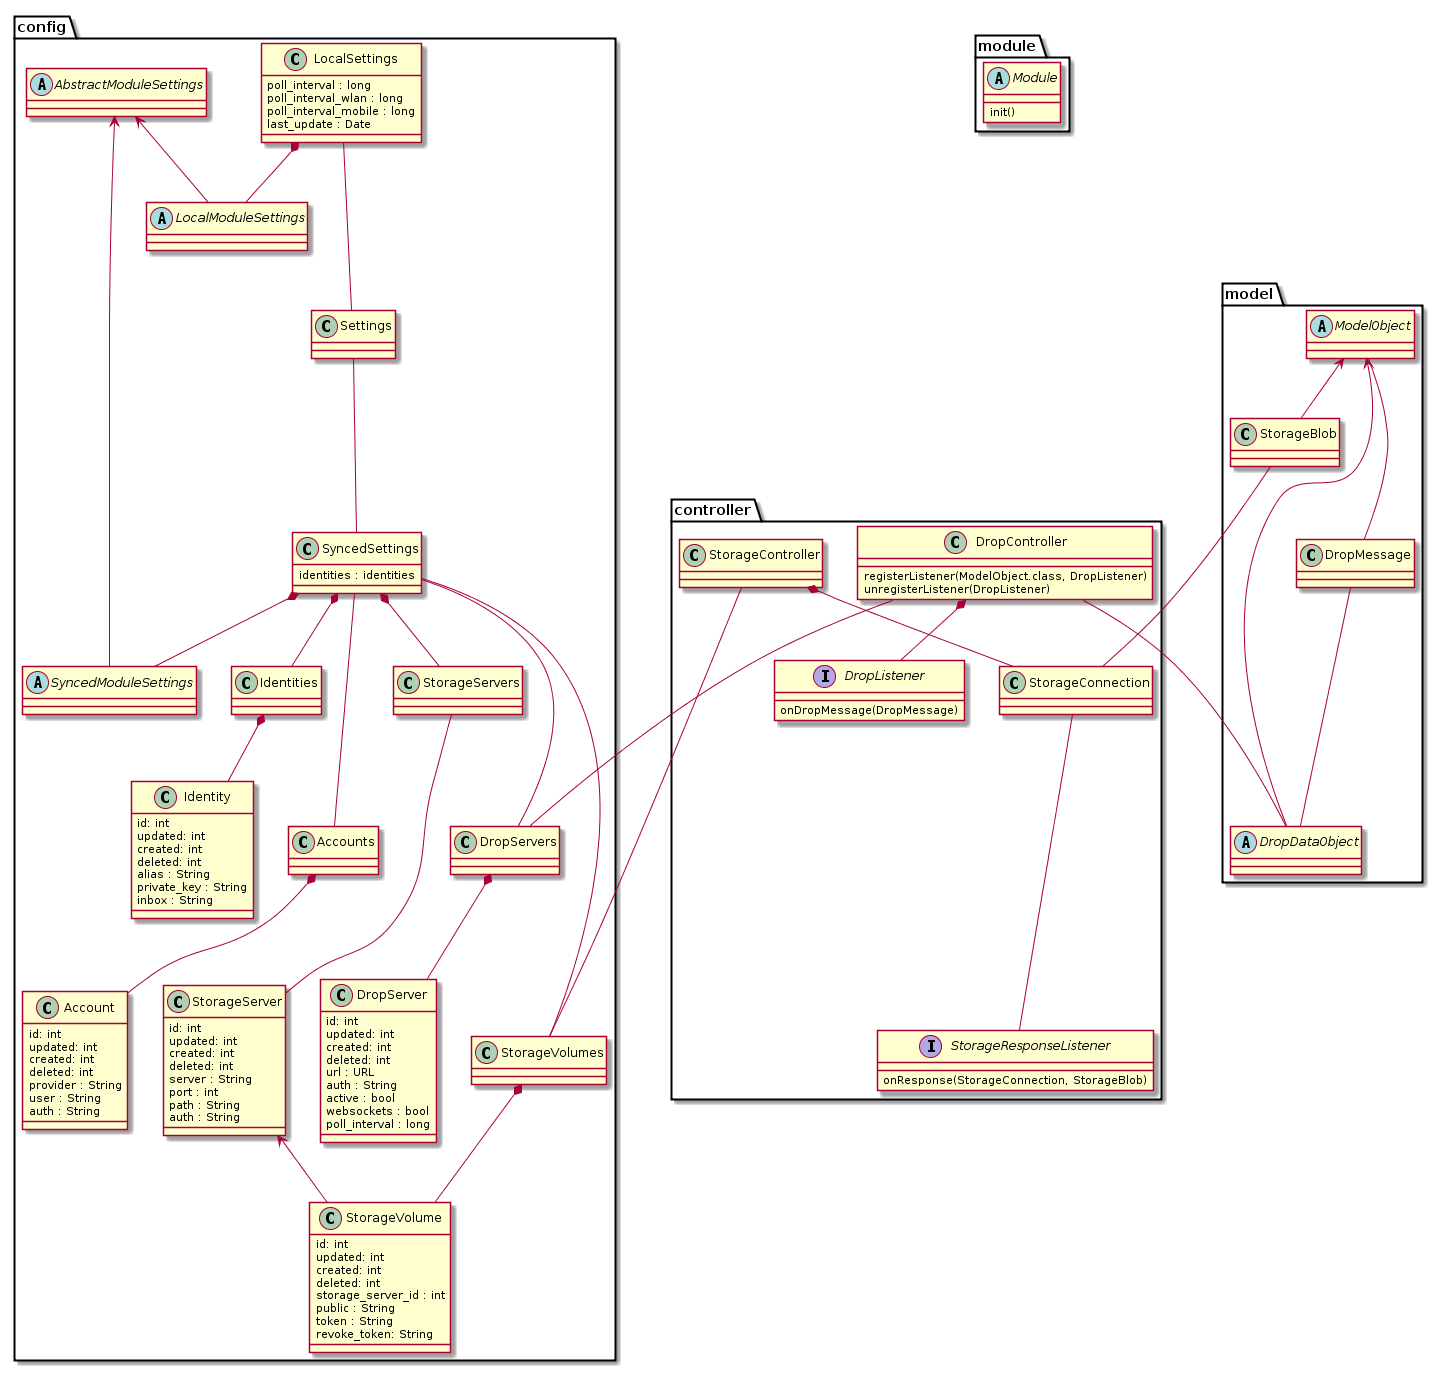 config
A AbstractModuleSettings
C LocalSettings
poll_interval : long
poll_interval_wlan : long
poll_interval_mobile : long
last_update : Date
A LocalModuleSettings
C Settings
C SyncedSettings
identities : identities
A SyncedModuleSettings
C Identities
C StorageServers
C Identity
id: int
updated: int
created: int
deleted: int
alias : String
private_key : String
inbox : String
C Accounts
C DropServers
C Account
id: int
updated: int
created: int
deleted: int
provider : String
user : String
auth : String
C StorageServer
id: int
updated: int
created: int
deleted: int
server : String
port : int
path : String
auth : String
C DropServer
id: int
updated: int
created: int
deleted: int
url : URL
auth : String
active : bool
websockets : bool
poll_interval : long
C StorageVolumes
C StorageVolume
id: int
updated: int
created: int
deleted: int
storage_server_id : int
public : String
token : String
revoke_token: String
module
A Module
init()
controller
C StorageController
C DropController
registerListener(ModelObject.class, DropListener)
unregisterListener(DropListener)
I DropListener
onDropMessage(DropMessage)
C StorageConnection
I StorageResponseListener
onResponse(StorageConnection, StorageBlob)
model
A ModelObject
C StorageBlob
C DropMessage
A DropDataObject